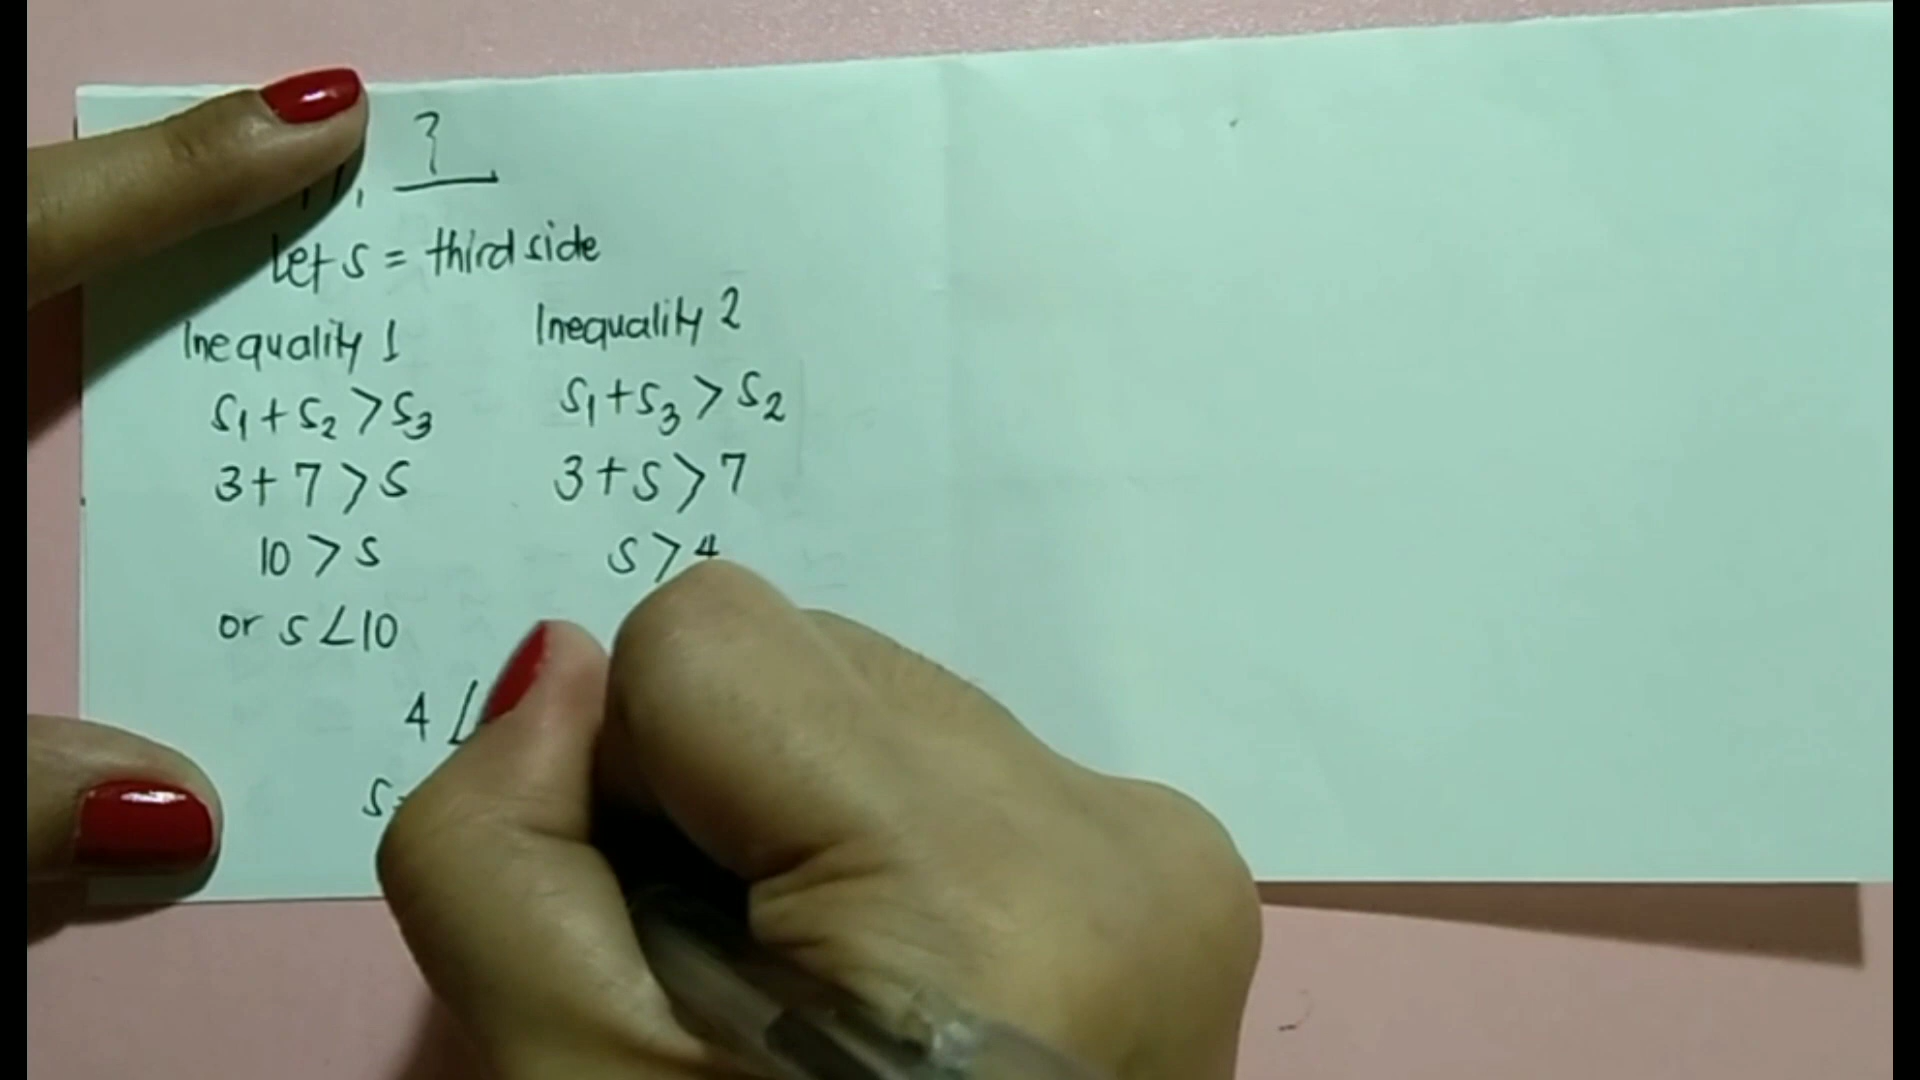 ?
Let s = third side
Inequality 1
Inequality 2
s₁ + s₂ > s₃
s₁ + s₃ > s₂
3 + 7 > s
3 + s > 7
10 > s
s > 4
or s < 10
4 <
s =